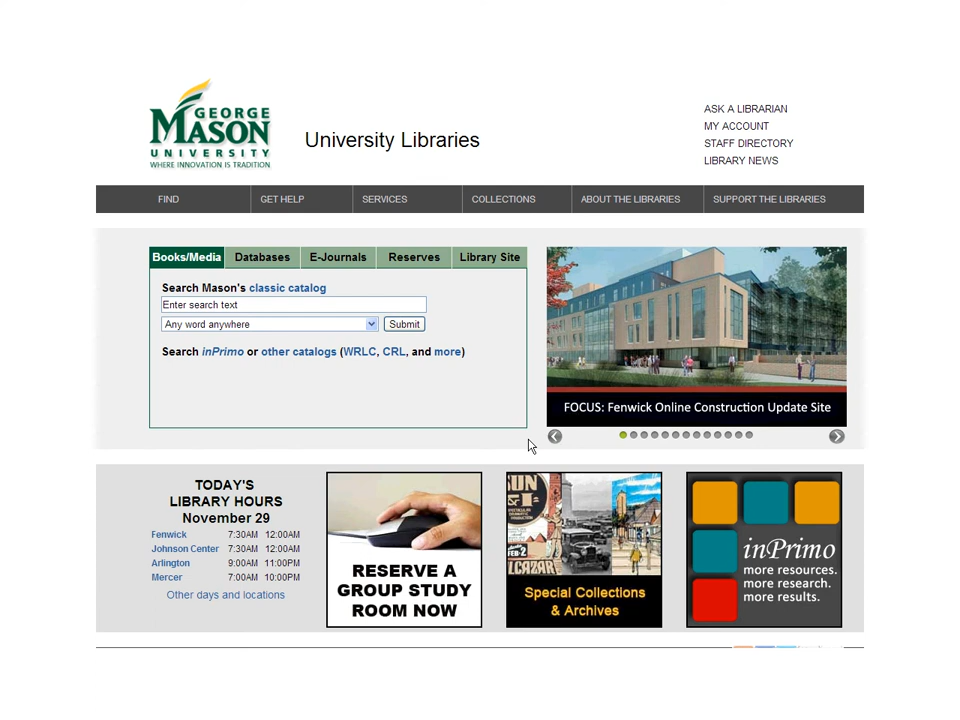 GEORGE
MASON
UNIVERSITY
WHERE INNOVATION IS TRADITION
University Libraries
ASK A LIBRARIAN
MY ACCOUNT
STAFF DIRECTORY
LIBRARY NEWS
FIND GET HELP SERVICES COLLECTIONS ABOUT THE LIBRARIES SUPPORT THE LIBRARIES
Books/Media Databases E-Journals Reserves Library Site
Search Mason's classic catalog
Enter search text
Any word anywhere Submit
Search inPrimo or other catalogs (WRLC, CRL, and more)
FOCUS: Fenwick Online Construction Update Site
TODAY'S
LIBRARY HOURS
November 29
Fenwick 7:30AM 12:00AM
Johnson Center 7:30AM 12:00AM
Arlington 9:00AM 11:00PM
Mercer 7:00AM 10:00PM
Other days and locations
RESERVE A
GROUP STUDY
ROOM NOW
ALCAZAR
Special Collections
& Archives
inPrimo
more resources.
more research.
more results.